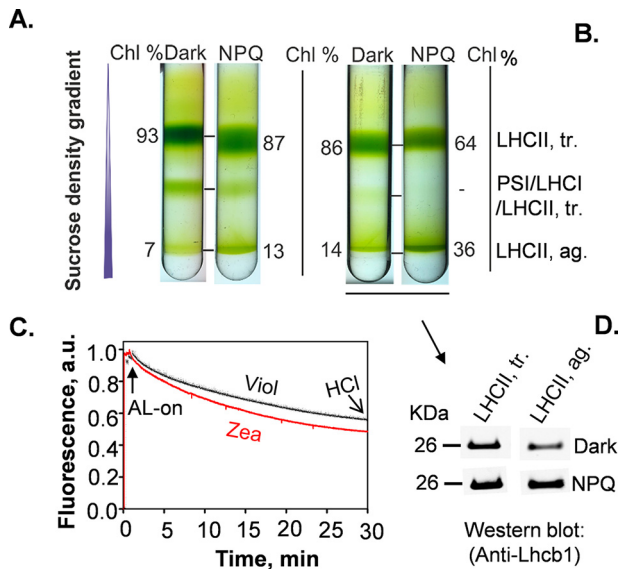 A.
B.
Chl % Dark NPQ
Chl Dark NPQ Chl %
Sucrose density gradient
93 87 86 64 LHCII, tr.
- PSI/LHCI
/LHCII, tr.
7 13 14 36 LHCII, ag.
C.
D.
Fluorescence, a.u.
1.0
0.8
0.6
0.4
0.2
0.0
AL-on
Viol
Zea
HCl
0 5 10 15 20 25 30
Time, min
LHCII, tr.
LHCII, ag.
KDa
26 Dark
26 NPQ
Western blot:
(Anti-Lhcb1)